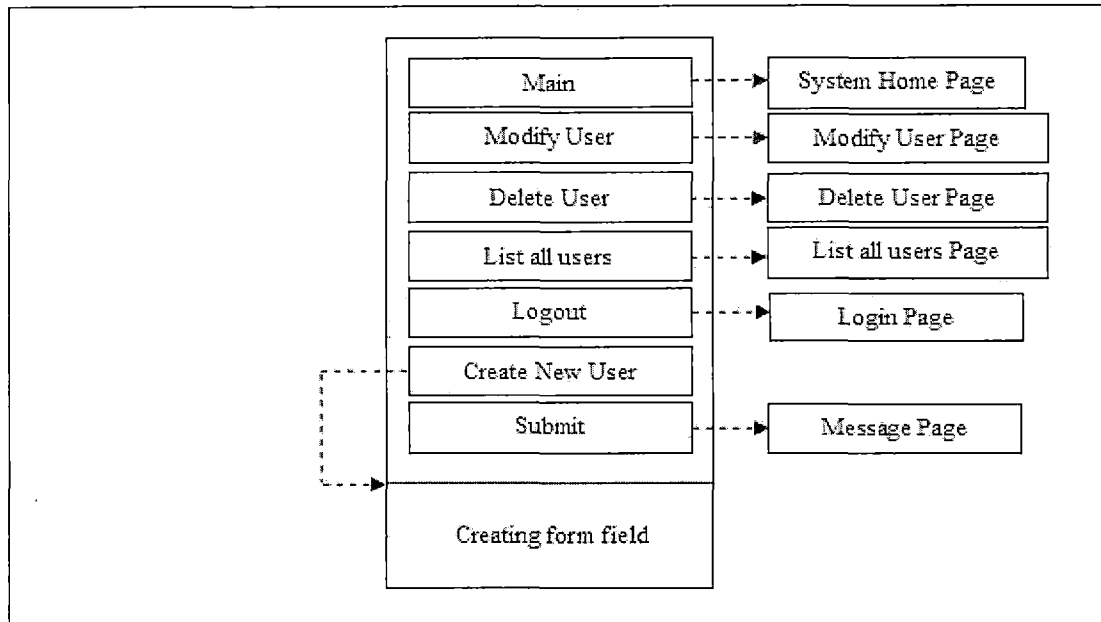 Main
System Home Page
Modify User
Modify User Page
Delete User
Delete User Page
List all users
List all users Page
Logout
Login Page
Create New User
Submit
Message Page
Creating form field